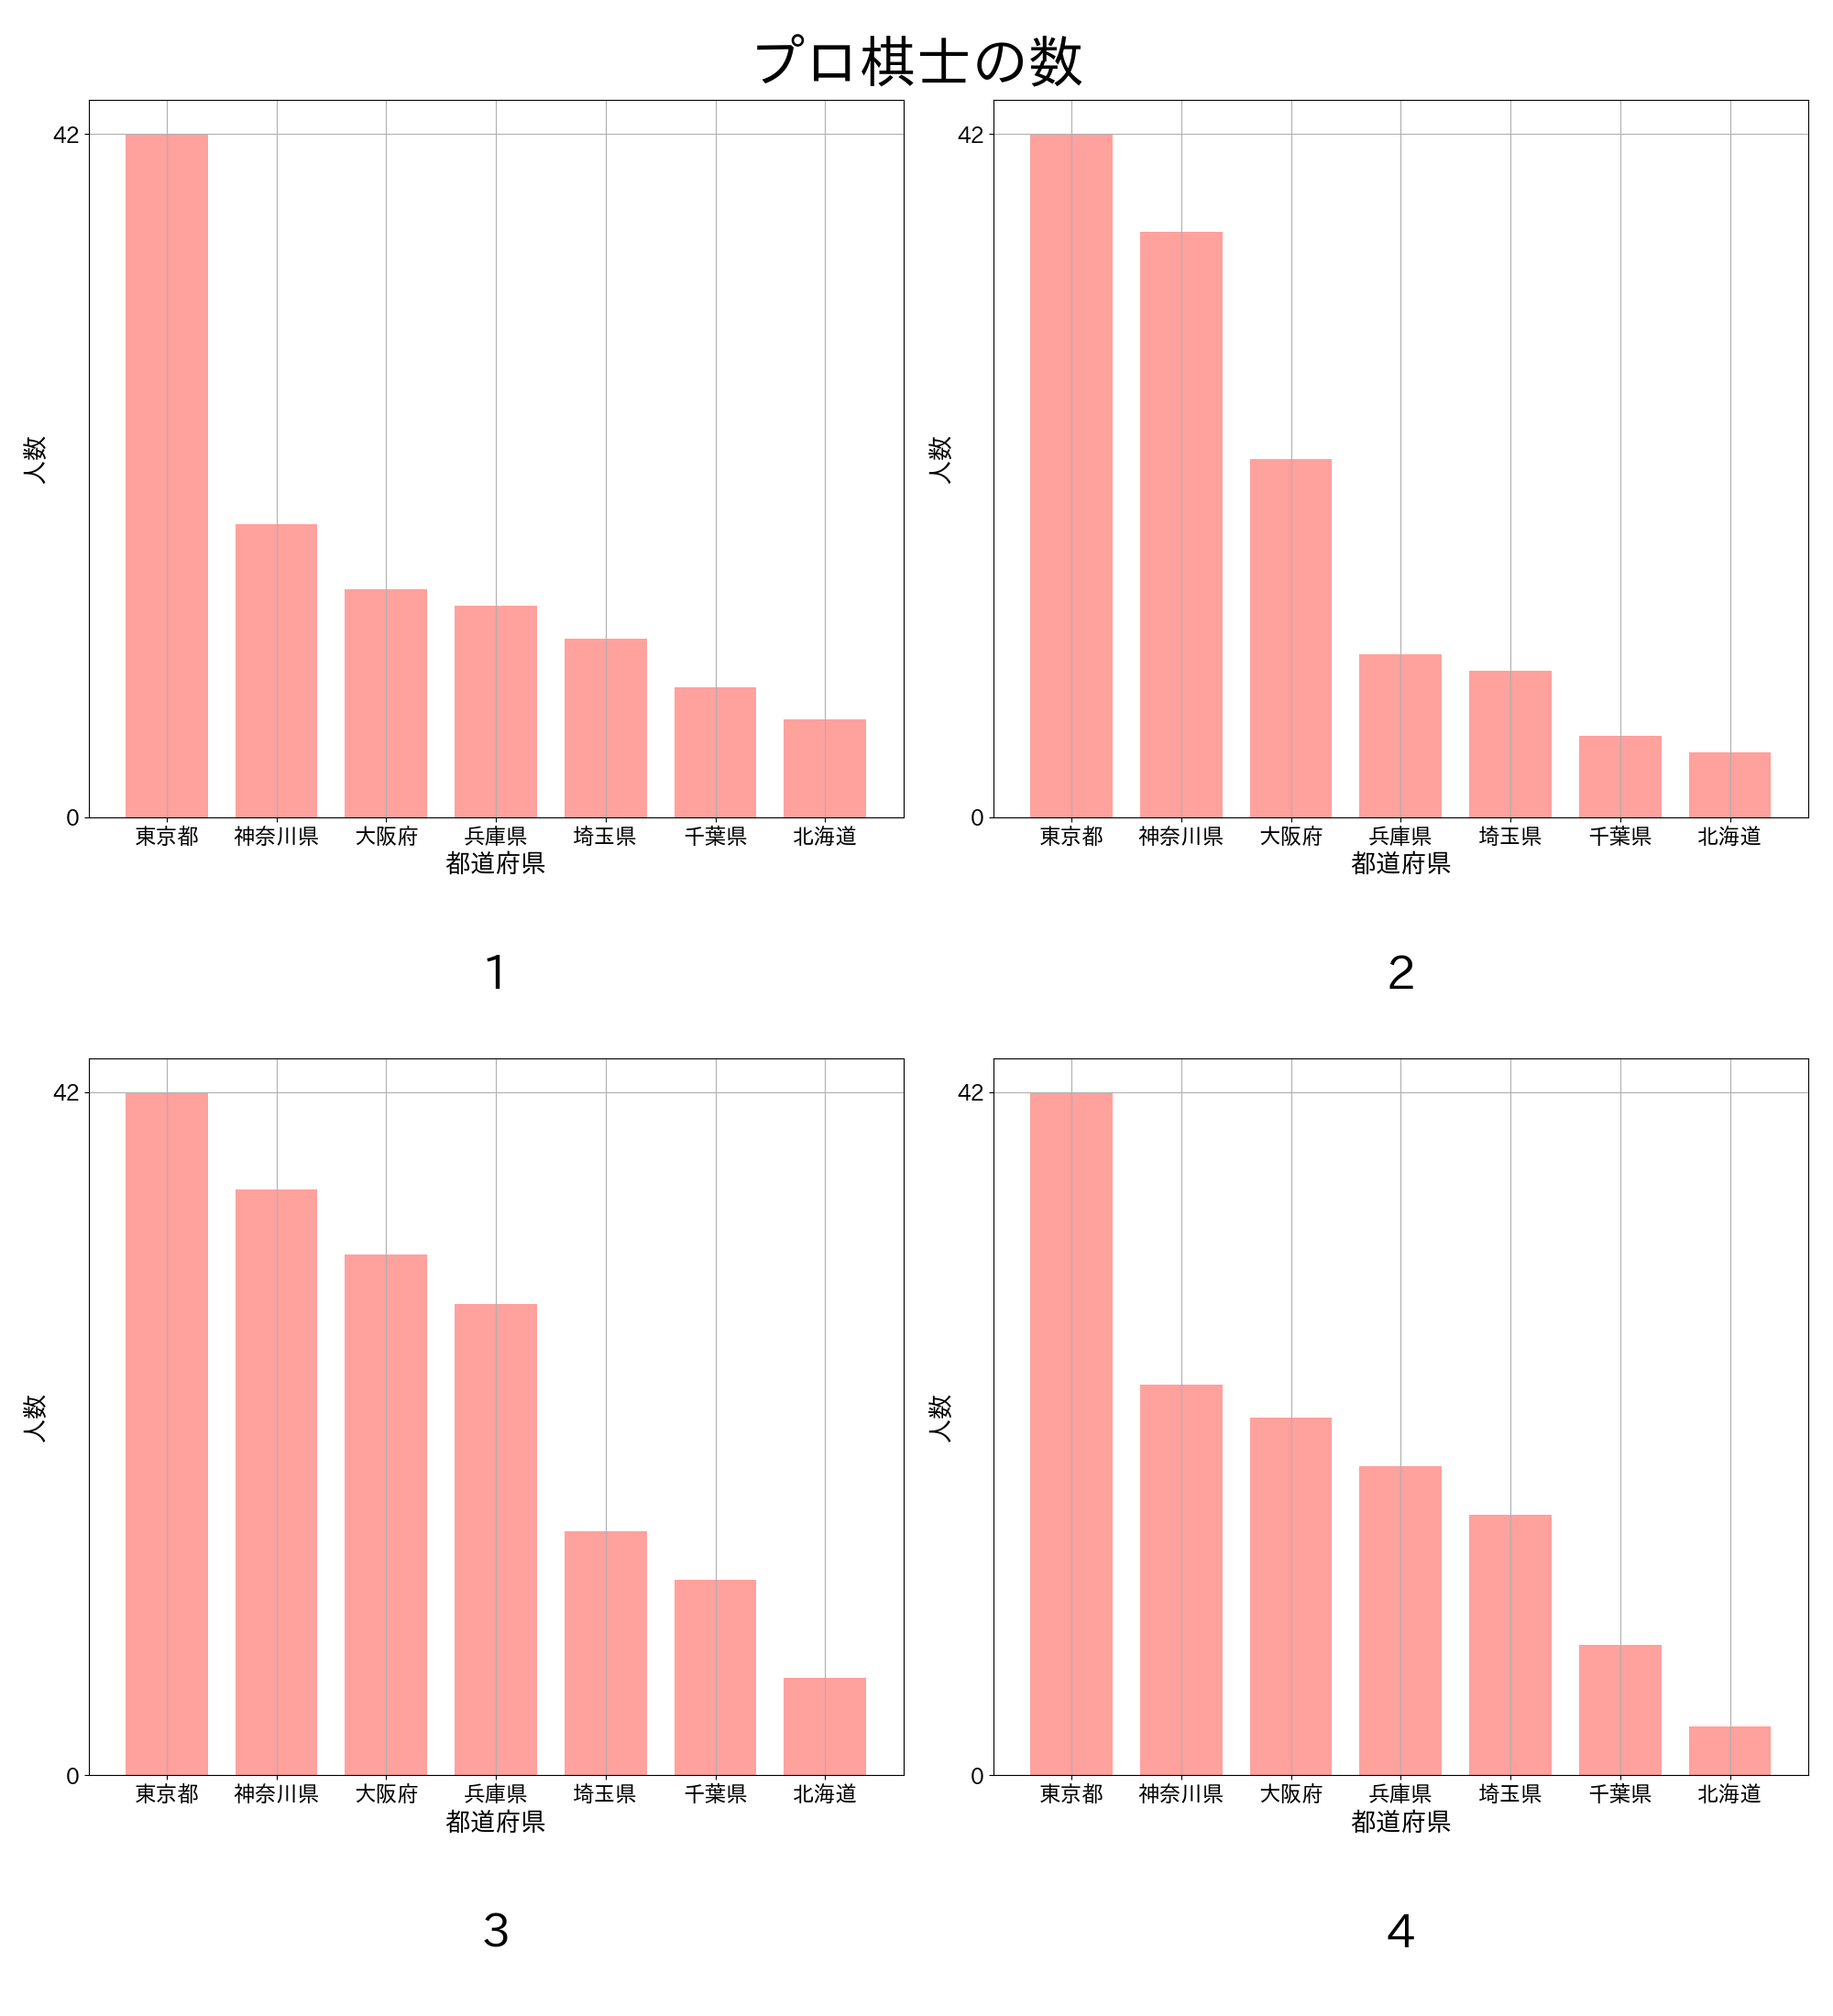 プロ棋士の数
42
0
人数
東京都 神奈川県 大阪府 兵庫県 埼玉県 千葉県 北海道
都道府県
1
42
0
人数
東京都 神奈川県 大阪府 兵庫県 埼玉県 千葉県 北海道
都道府県
2
42
0
人数
東京都 神奈川県 大阪府 兵庫県 埼玉県 千葉県 北海道
都道府県
3
42
0
人数
東京都 神奈川県 大阪府 兵庫県 埼玉県 千葉県 北海道
都道府県
4